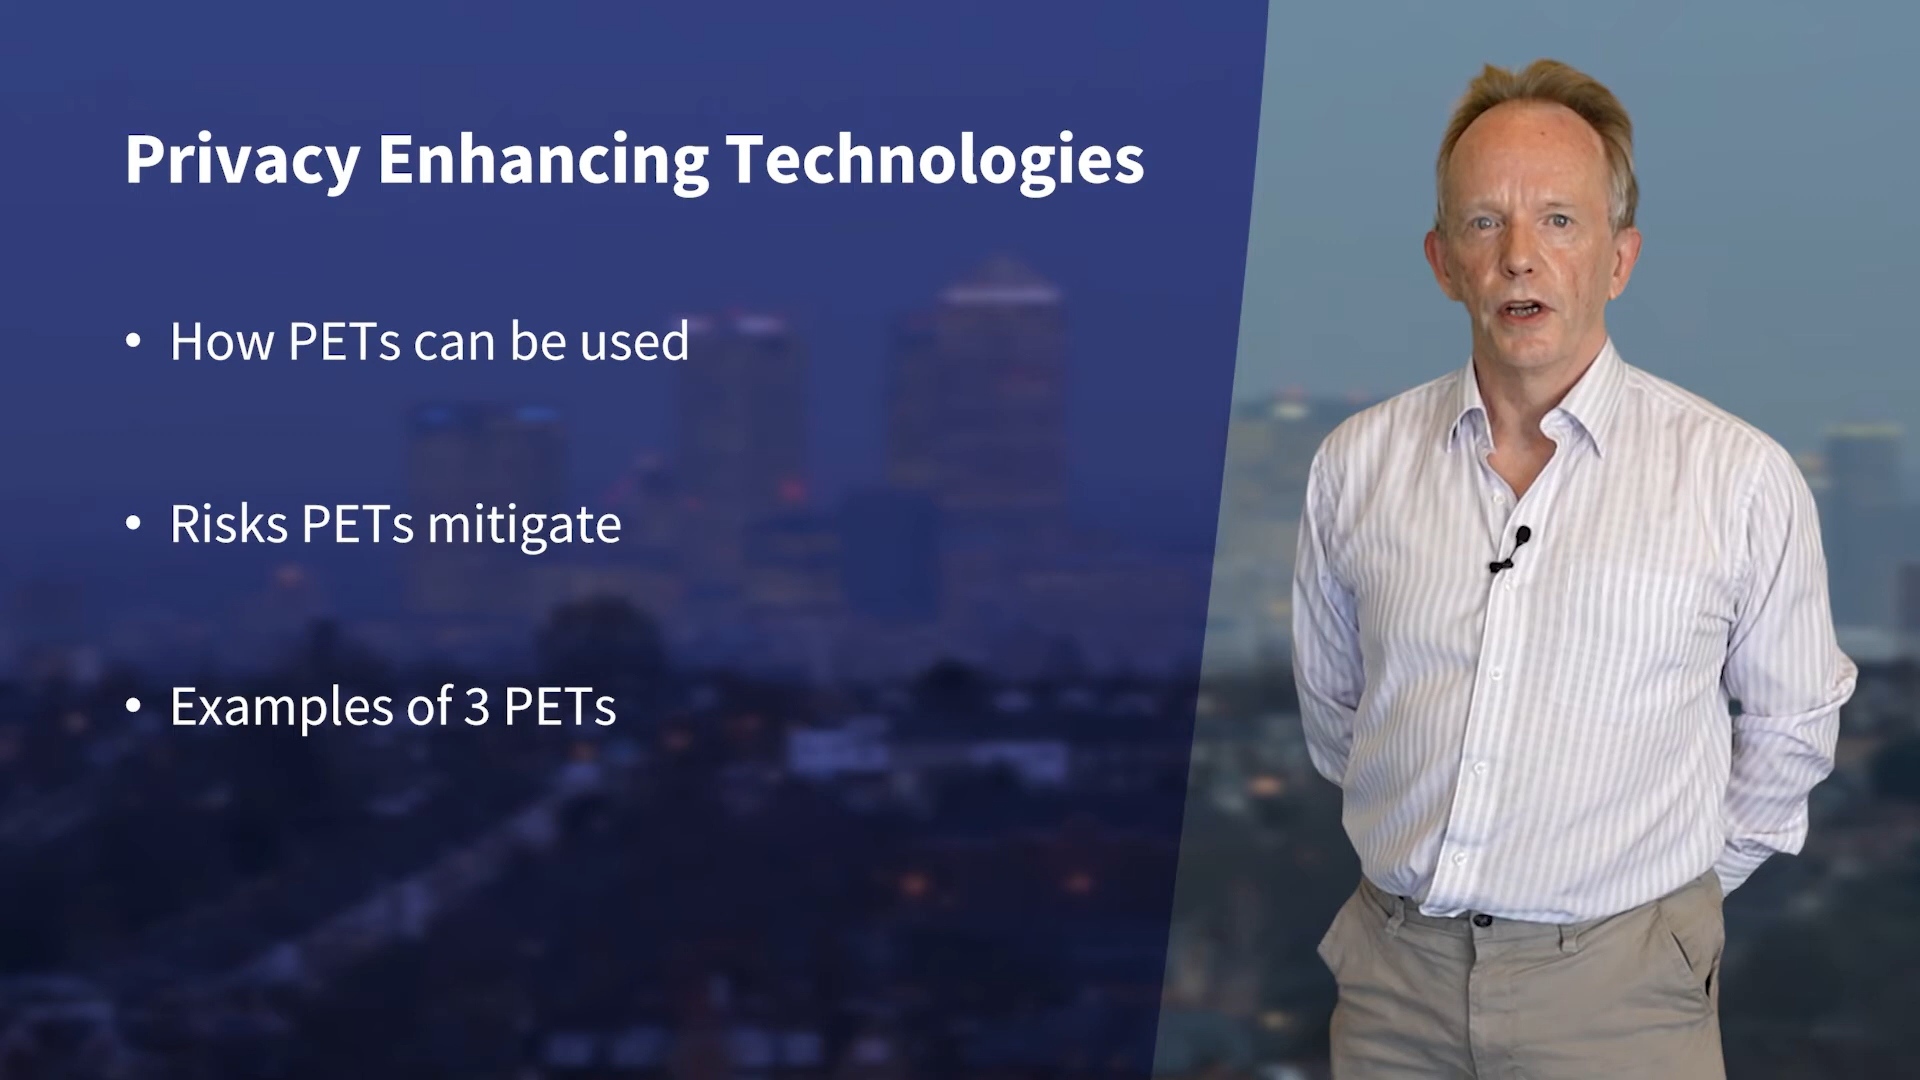 Privacy Enhancing Technologies
• How PETs can be used
• Risks PETs mitigate
• Examples of 3 PETs